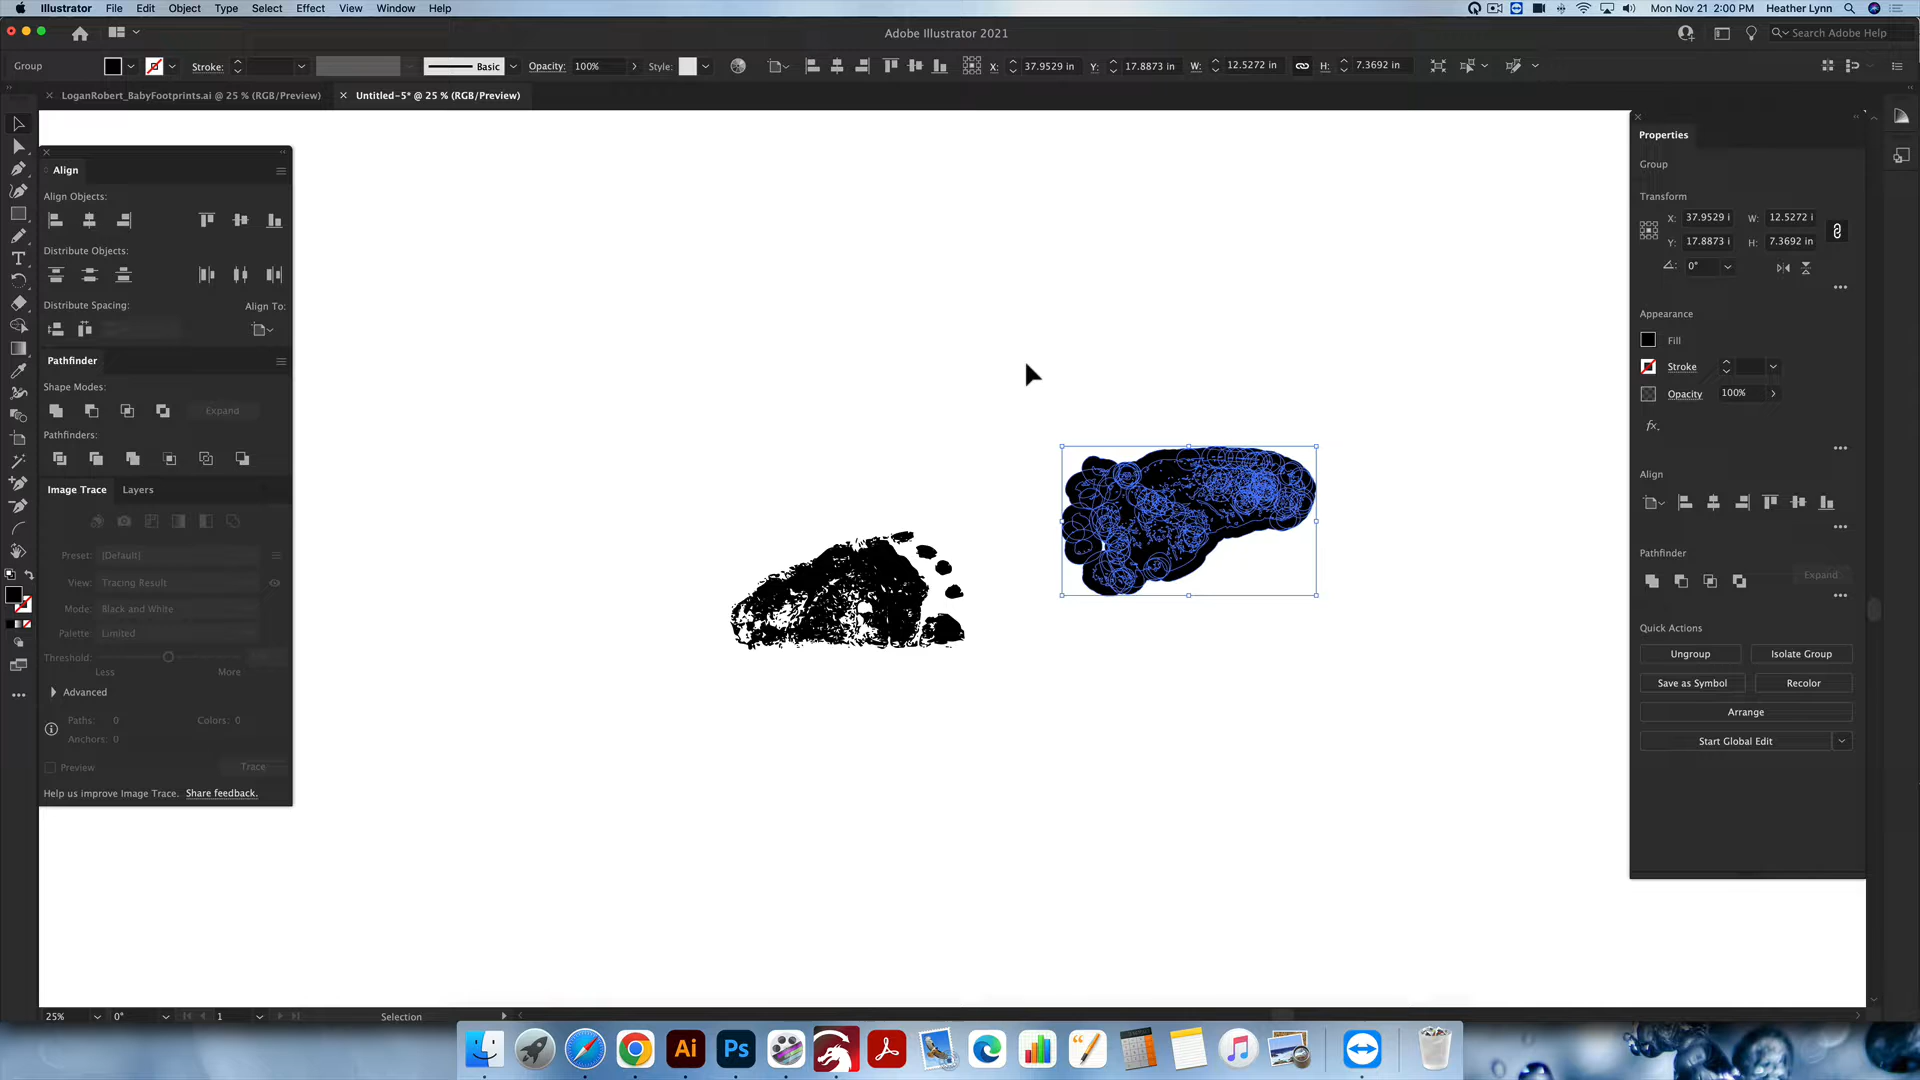 Illustrator File Edit Object Type Select Effect View Window Help
Mon Nov 21 2:00 PM Heather Lynn
Adobe Illustrator 2021
Search Adobe Help
Group Stroke: Basic Opacity: 100% Style: X: 37.9529 in Y: 17.8873 in W: 12.5272 in H: 7.3692 in
LoganRobert_BabyFootprints.ai @ 25 % (RGB/Preview) Untitled-5* @ 25 % (RGB/Preview)
Align
Align Objects:
Distribute Objects:
Distribute Spacing: Align To:
Pathfinder
Shape Modes:
Expand
Pathfinders:
Image Trace Layers
Preset: [Default]
View: Tracing Result
Mode: Black and White
Palette: Limited
Threshold:
Less More
Advanced
Paths: 0 Colors: 0
Anchors: 0
Preview Trace
Help us improve Image Trace. Share feedback.
Properties
Group
Transform
X: 37.9529 i W: 12.5272 i
Y: 17.8873 i H: 7.3692 in
0°
Appearance
Fill
Stroke
Opacity 100%
fx.
Align
Pathfinder
Expand
Quick Actions
Ungroup Isolate Group
Save as Symbol Recolor
Arrange
Start Global Edit
25% 0° 1 Selection
Ai Ps